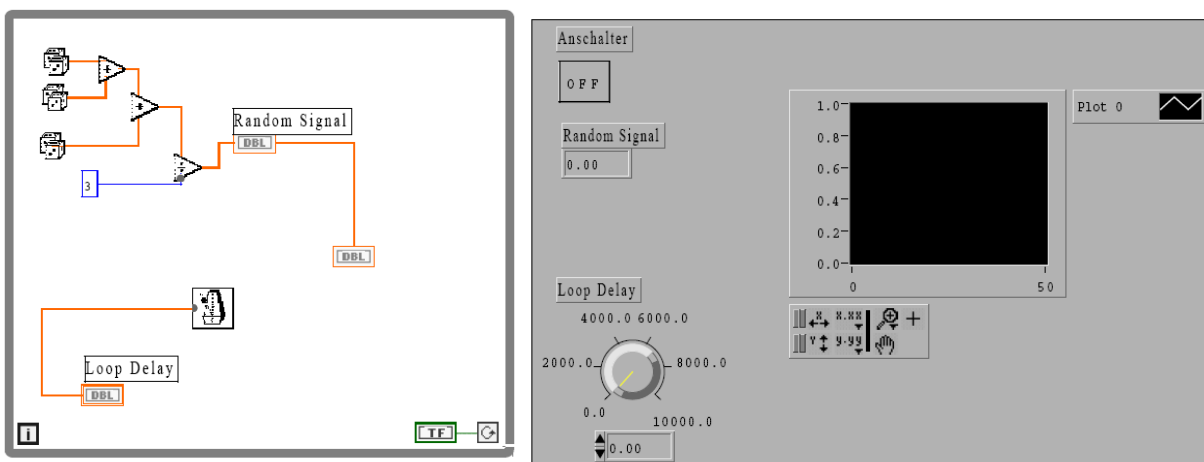 Random Signal
DBL
3
DBL
Loop Delay
DBL
i
TF
Anschalter
OFF
Random Signal
0.00
1.0
0.8
0.6
0.4
0.2
0.0
0 50
Plot 0
Loop Delay
4000.0 6000.0
2000.0 8000.0
0.0 10000.0
0.00
X X.XX
Y Y.YY